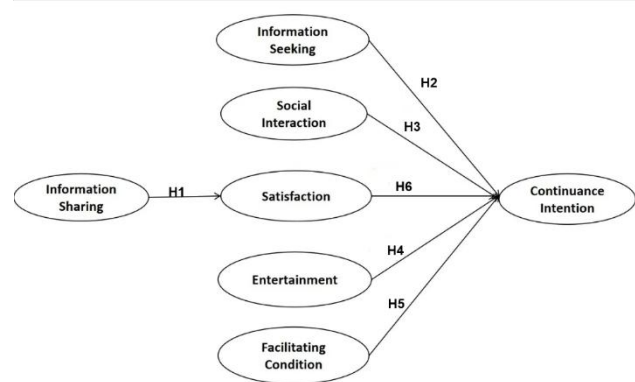 Information
Seeking
H2
Social
Interaction
H3
Information
Sharing
H1
Satisfaction
H6
Continuance
Intention
H4
Entertainment
H5
Facilitating
Condition